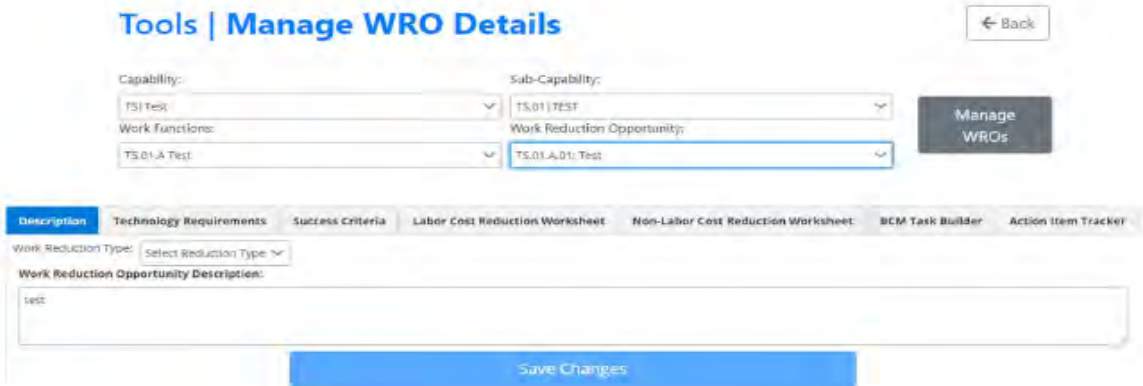 Tools | Manage WRO Details
← Back
Capability:
Sub-Capability:
TS| Test
TS.01 | TEST
Manage
WROs
Work Functions:
Work Reduction Opportunity:
TS.01.A Test
TS.01.A.01: Test
Description Technology Requirements Success Criteria Labor Cost Reduction Worksheet Non-Labor Cost Reduction Worksheet BCM Task Builder Action Item Tracker
Work Reduction Type: Select Reduction Type
Work Reduction Opportunity Description:
test
Save Changes